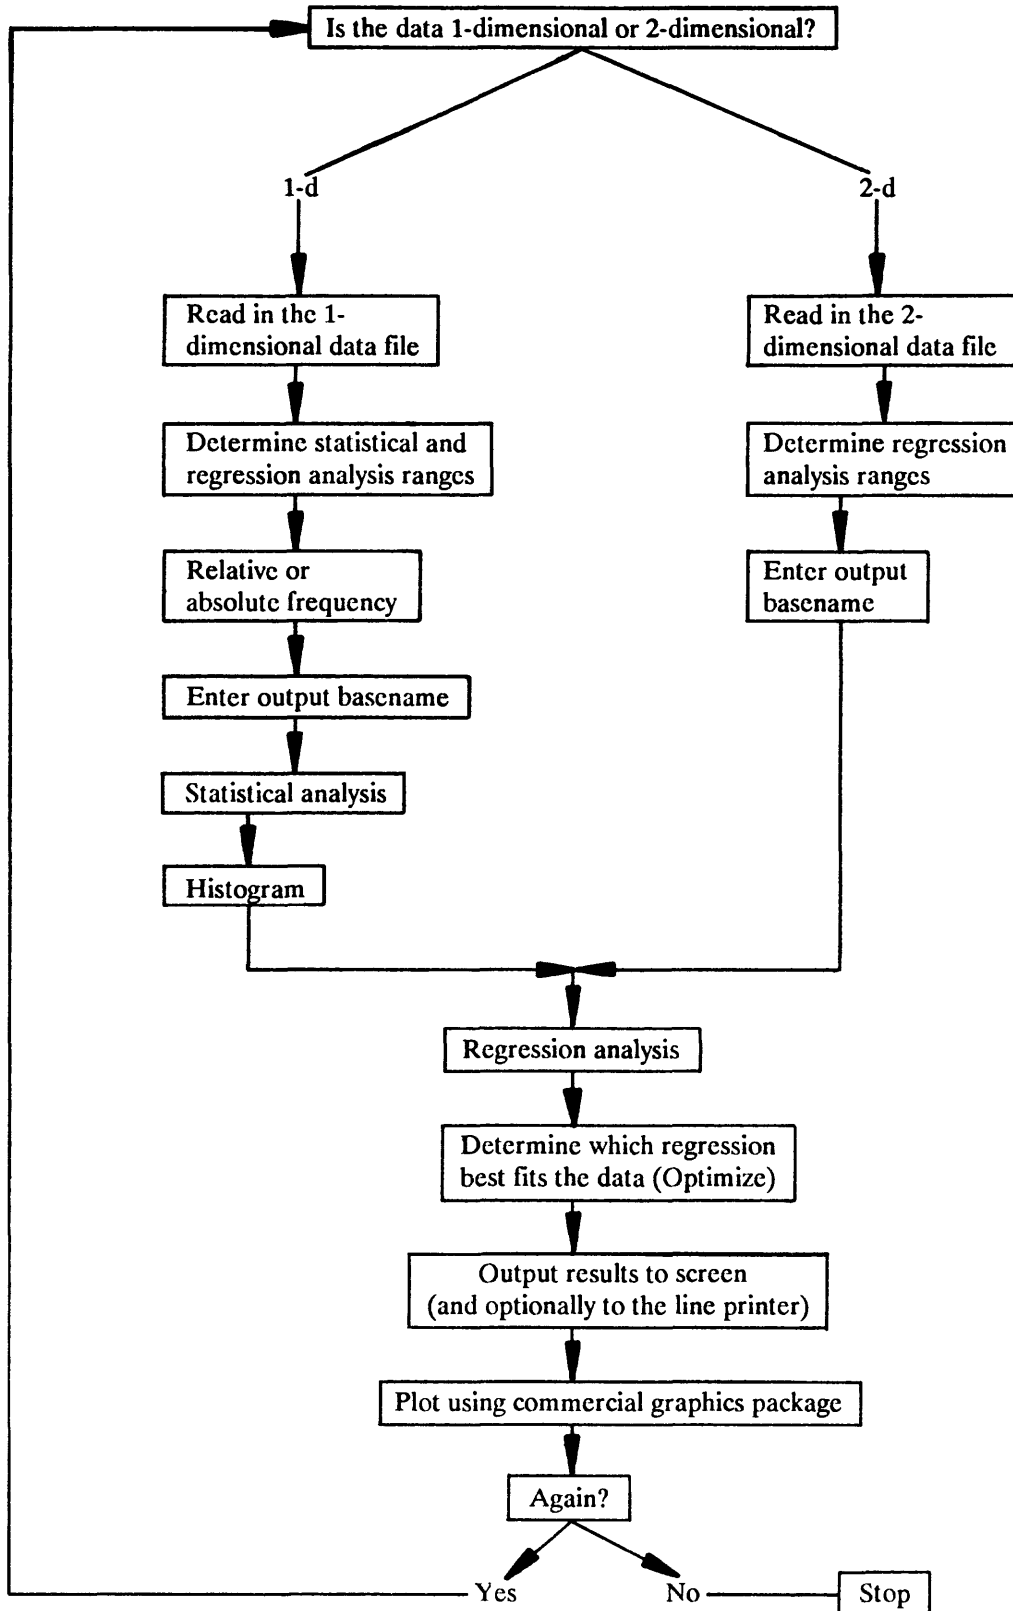 Is the data 1-dimensional or 2-dimensional?
1-d
2-d
Read in the 1-
dimensional data file
Read in the 2-
dimensional data file
Determine statistical and
regression analysis ranges
Determine regression
analysis ranges
Relative or
absolute frequency
Enter output
basename
Enter output basename
Statistical analysis
Histogram
Regression analysis
Determine which regression
best fits the data (Optimize)
Output results to screen
(and optionally to the line printer)
Plot using commercial graphics package
Again?
Yes
No
Stop